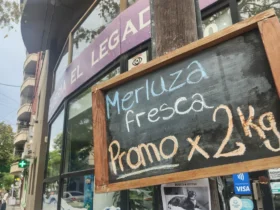 EL LEGAD
Merluza
fresca
Promo x 2 Kg
VISA